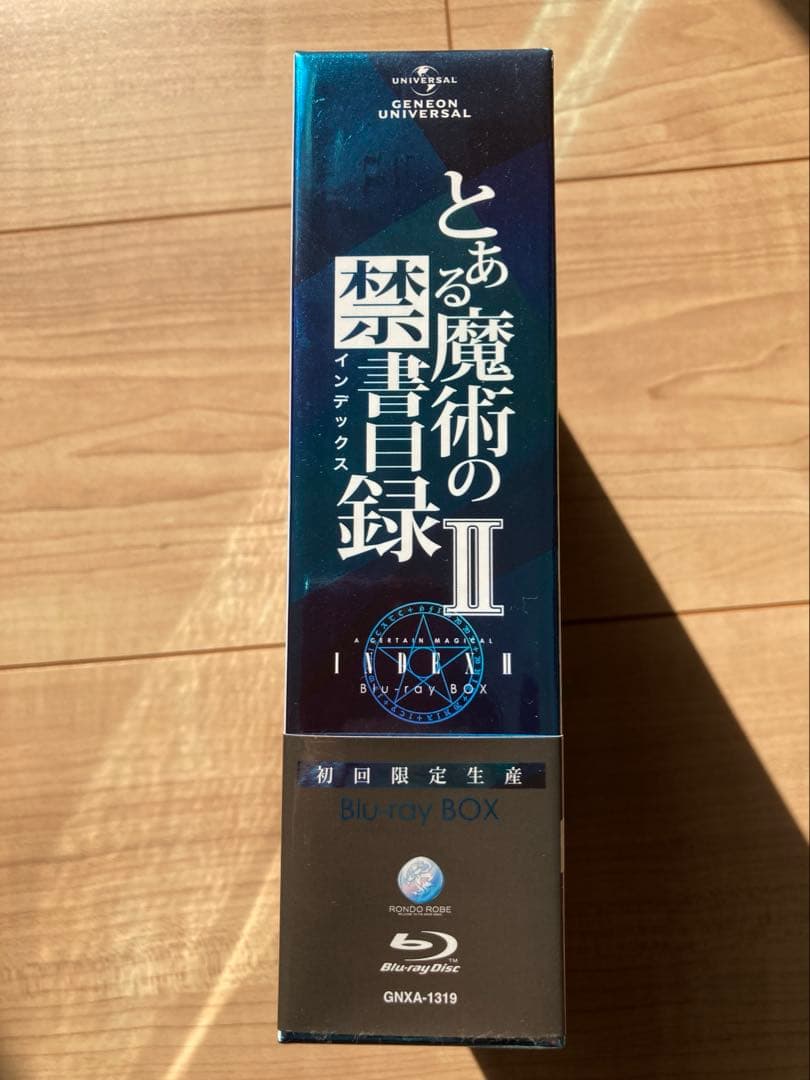 UNIVERSAL
GENEON
UNIVERSAL
とある魔術の
禁書目録
インデックス
II
A CERTAIN MAGICAL
INDEX II
Blu-ray BOX
初回限定生産
Blu-ray BOX
RONDO ROBE
Blu-ray Disc™
GNXA-1319